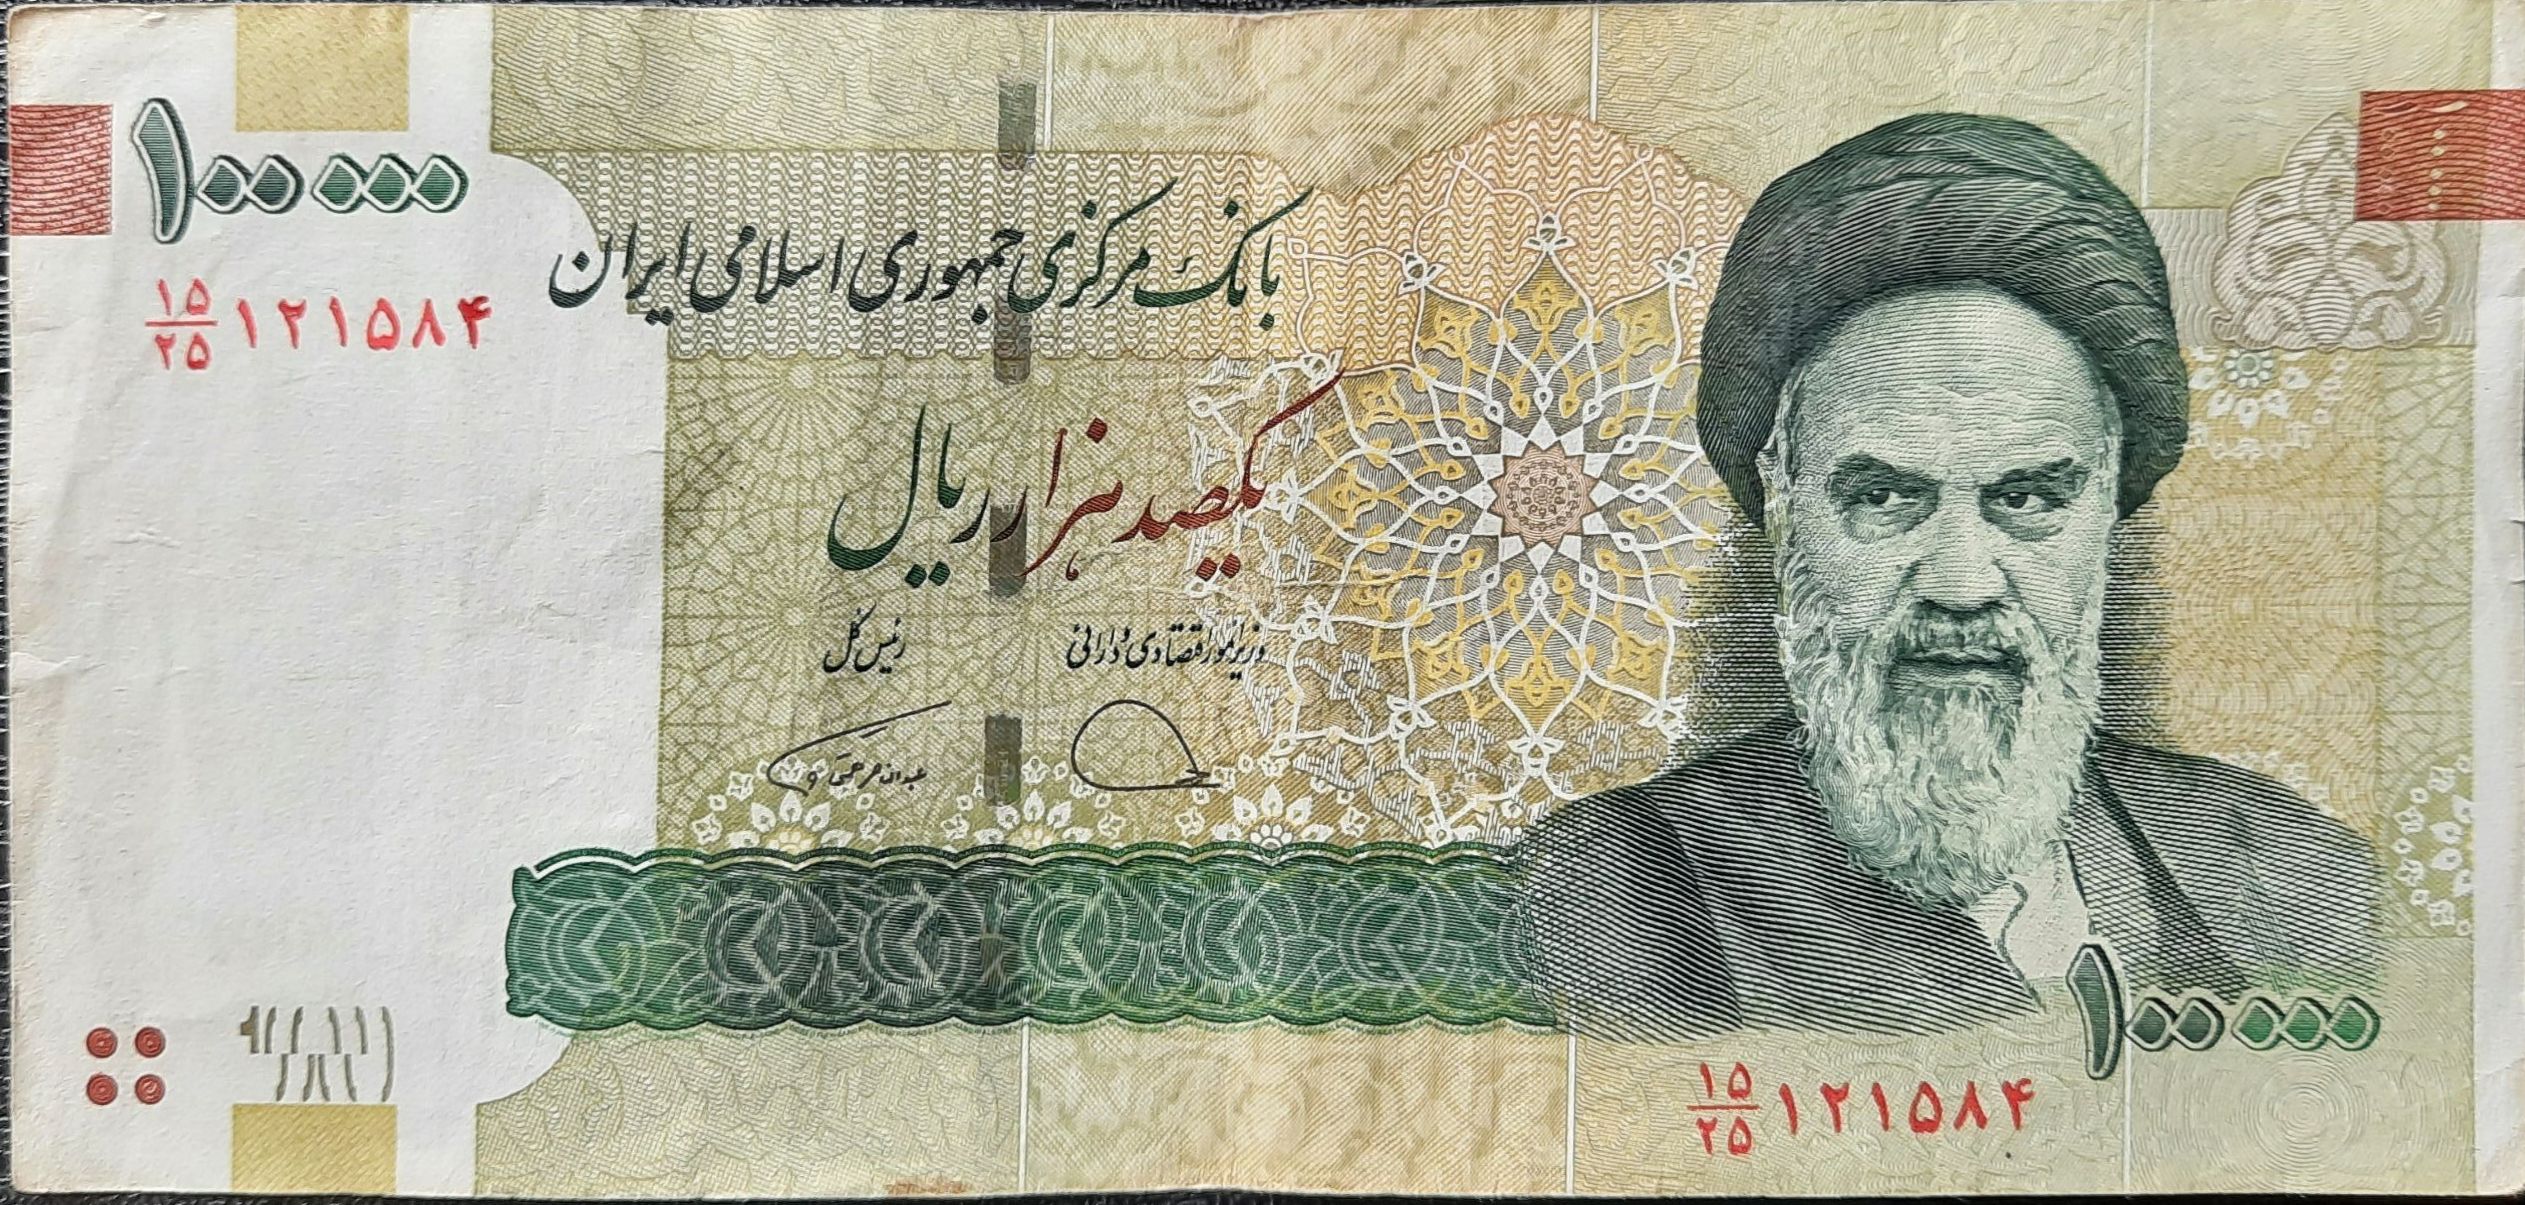 ۱۰۰ ۰۰۰
بانک مرکزی جمهوری اسلامی ایران
۱۵/۲۵ ۱۲۱۵۸۴
یکصد هزار ریال
وزیر امور اقتصادی و دارائی
رئیس کل
۱۰۰ ۰۰۰
۱۵/۲۵ ۱۲۱۵۸۴